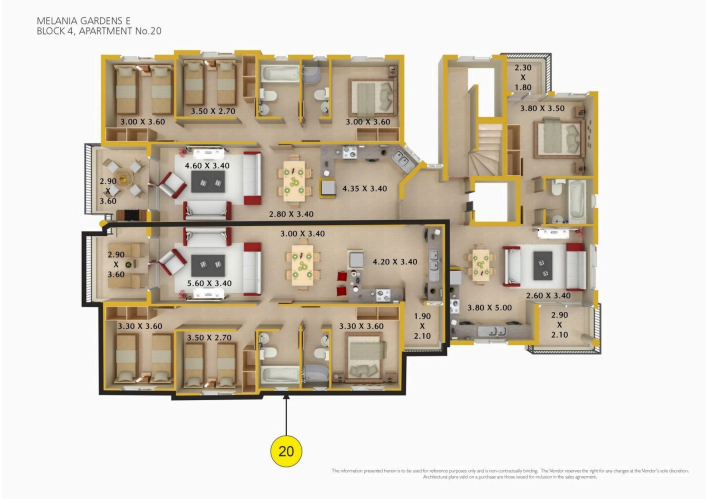 MELANIA GARDENS E
BLOCK 4, APARTMENT No.20
2.30
X
1.80
3.00 X 3.60
3.50 X 2.70
3.00 X 3.60
3.80 X 3.50
2.90
X
3.60
4.60 X 3.40
4.35 X 3.40
2.80 X 3.40
3.00 X 3.40
2.90
X
3.60
5.60 X 3.40
4.20 X 3.40
2.60 X 3.40
3.80 X 5.00
2.90
X
2.10
1.90
X
2.10
3.30 X 3.60
3.50 X 2.70
3.30 X 3.60
20
The information presented herein is to be used for reference purposes only and is non-contractually binding. The Vendor reserves the right for any changes at the Vendor's sole discretion.
Architectural plans valid on a purchase are those issued for inclusion in the sales agreement.